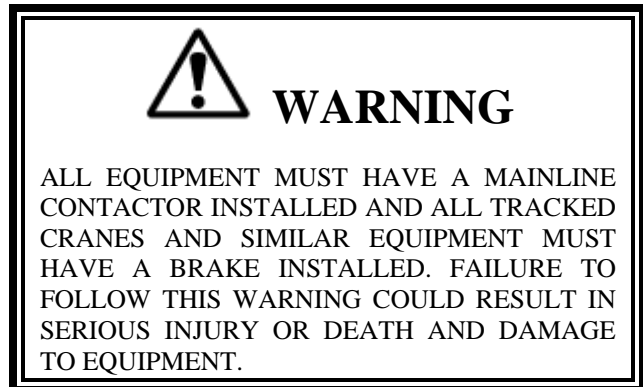 WARNING
ALL EQUIPMENT MUST HAVE A MAINLINE
CONTACTOR INSTALLED AND ALL TRACKED
CRANES AND SIMILAR EQUIPMENT MUST
HAVE A BRAKE INSTALLED. FAILURE TO
FOLLOW THIS WARNING COULD RESULT IN
SERIOUS INJURY OR DEATH AND DAMAGE
TO EQUIPMENT.